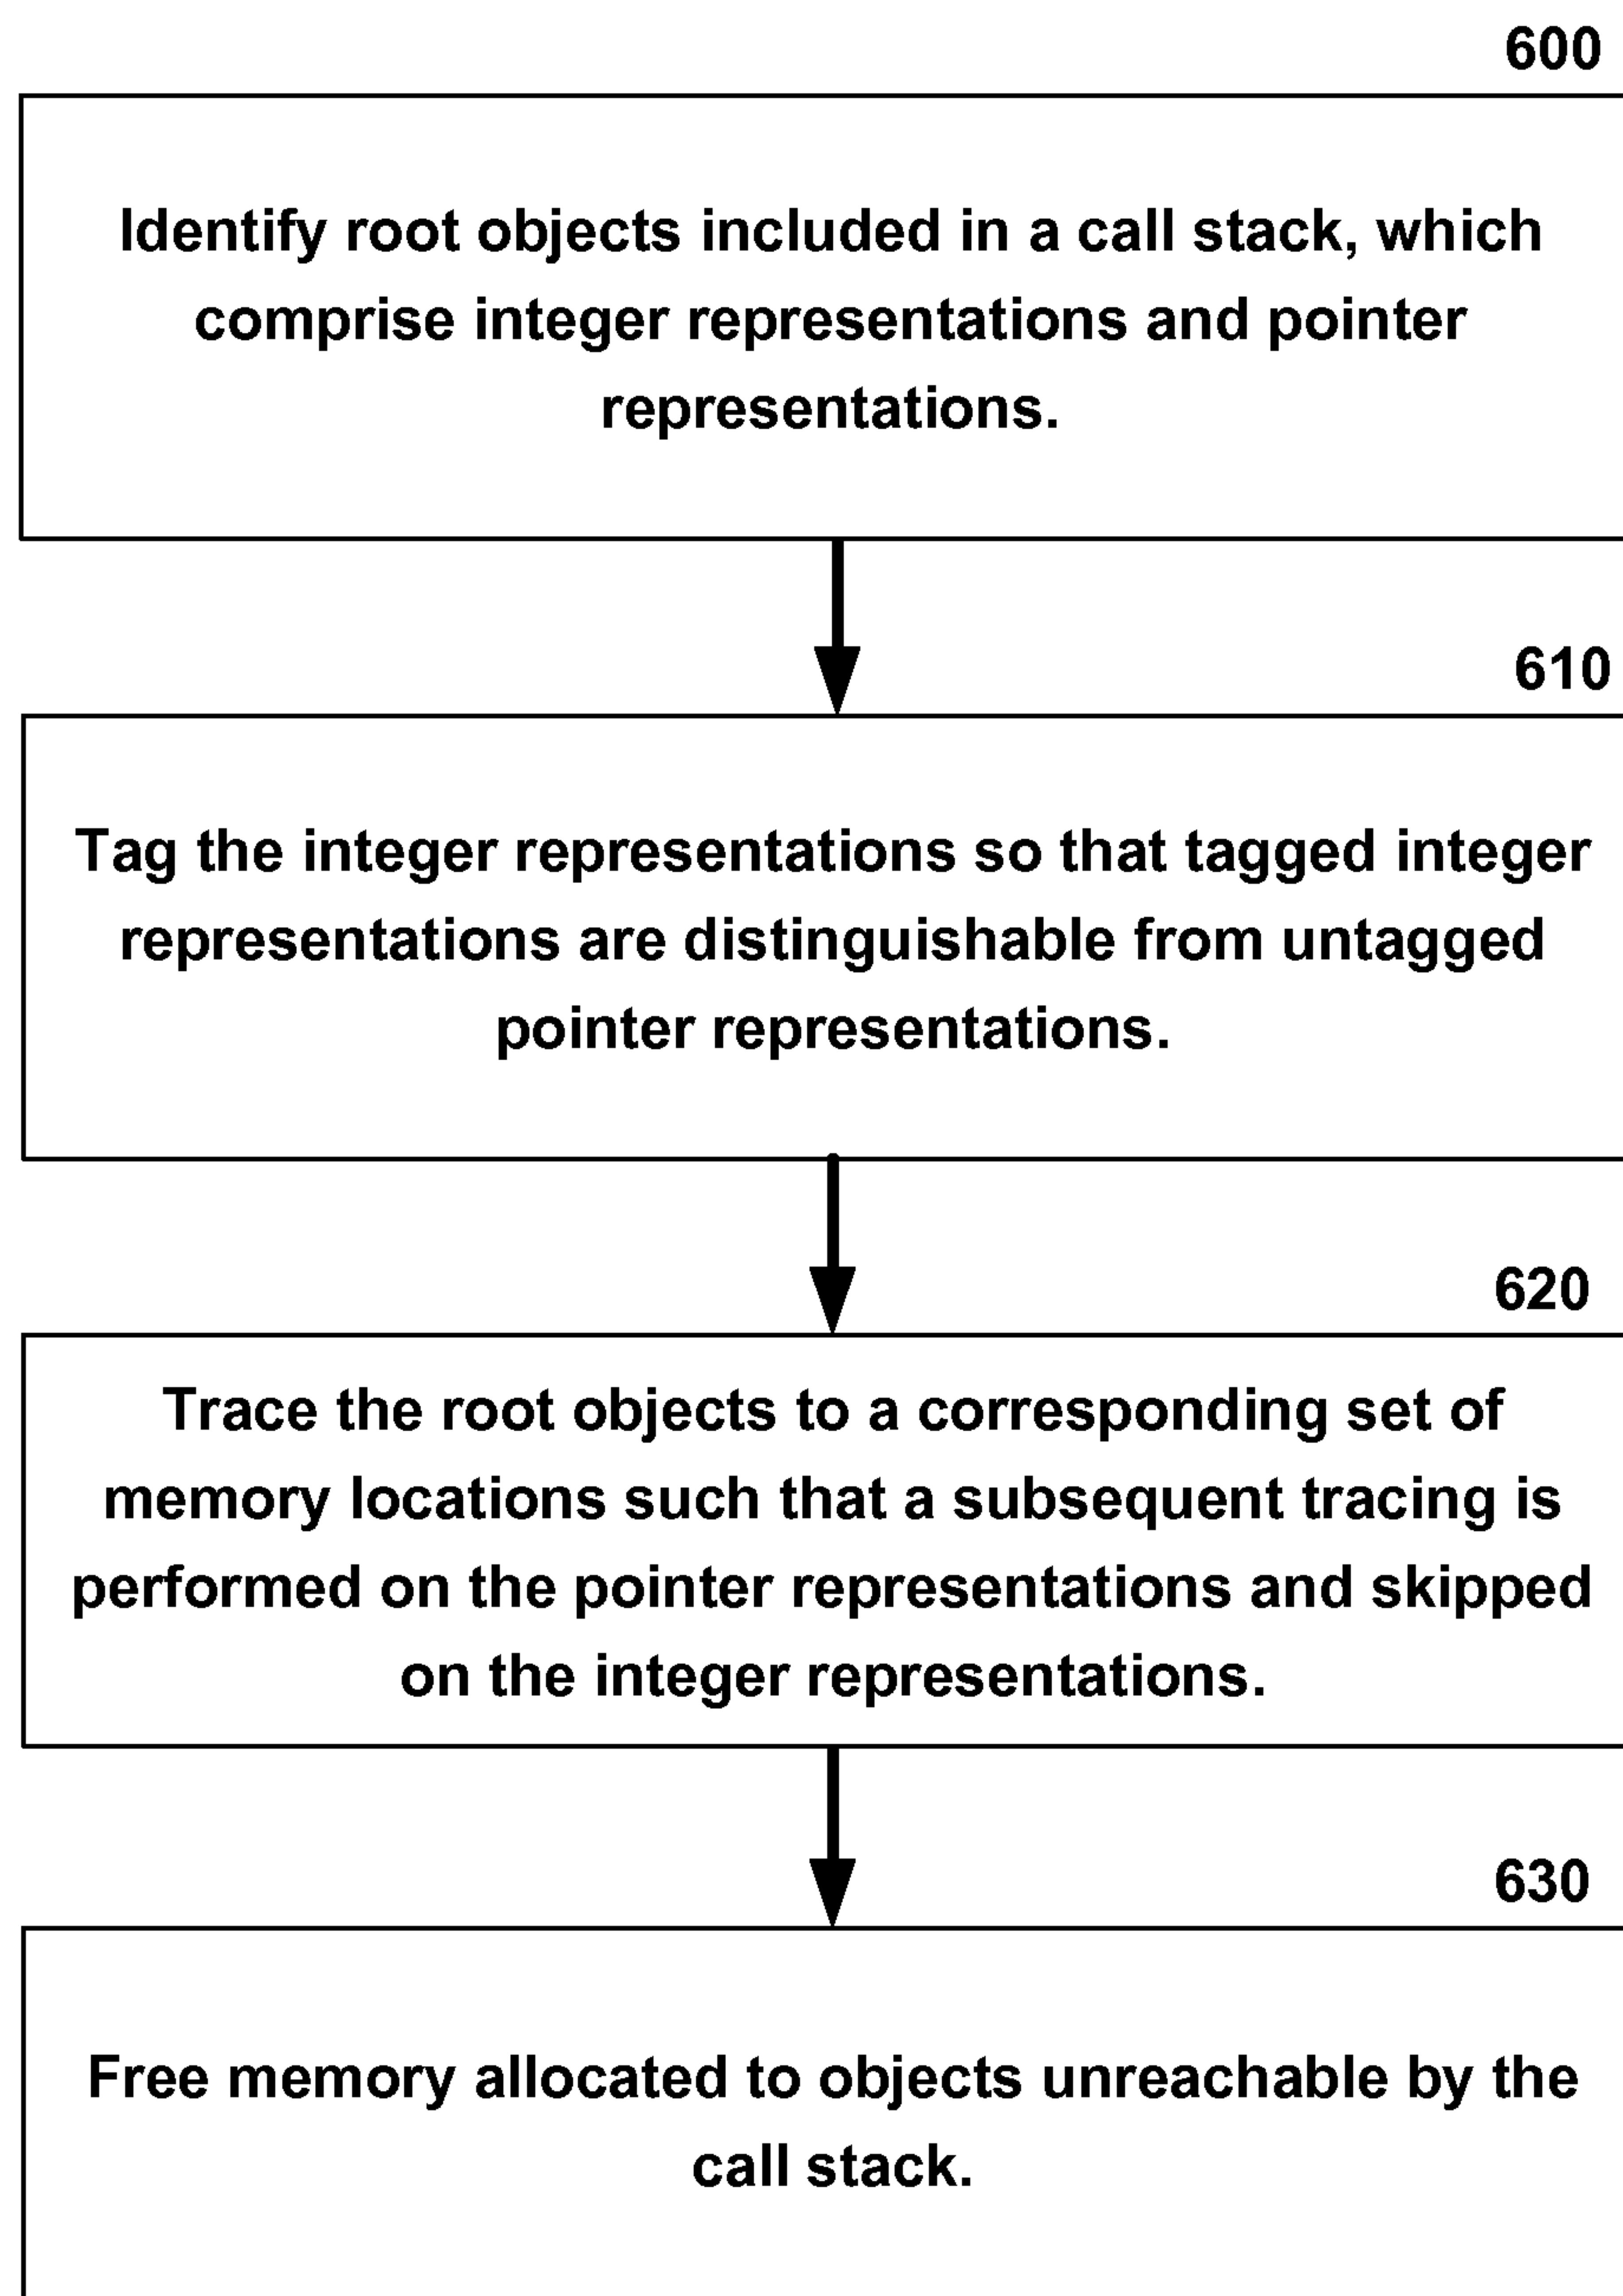 600
Identify root objects included in a call stack, which
comprise integer representations and pointer
representations.
610
Tag the integer representations so that tagged integer
representations are distinguishable from untagged
pointer representations.
620
Trace the root objects to a corresponding set of
memory locations such that a subsequent tracing is
performed on the pointer representations and skipped
on the integer representations.
630
Free memory allocated to objects unreachable by the
call stack.